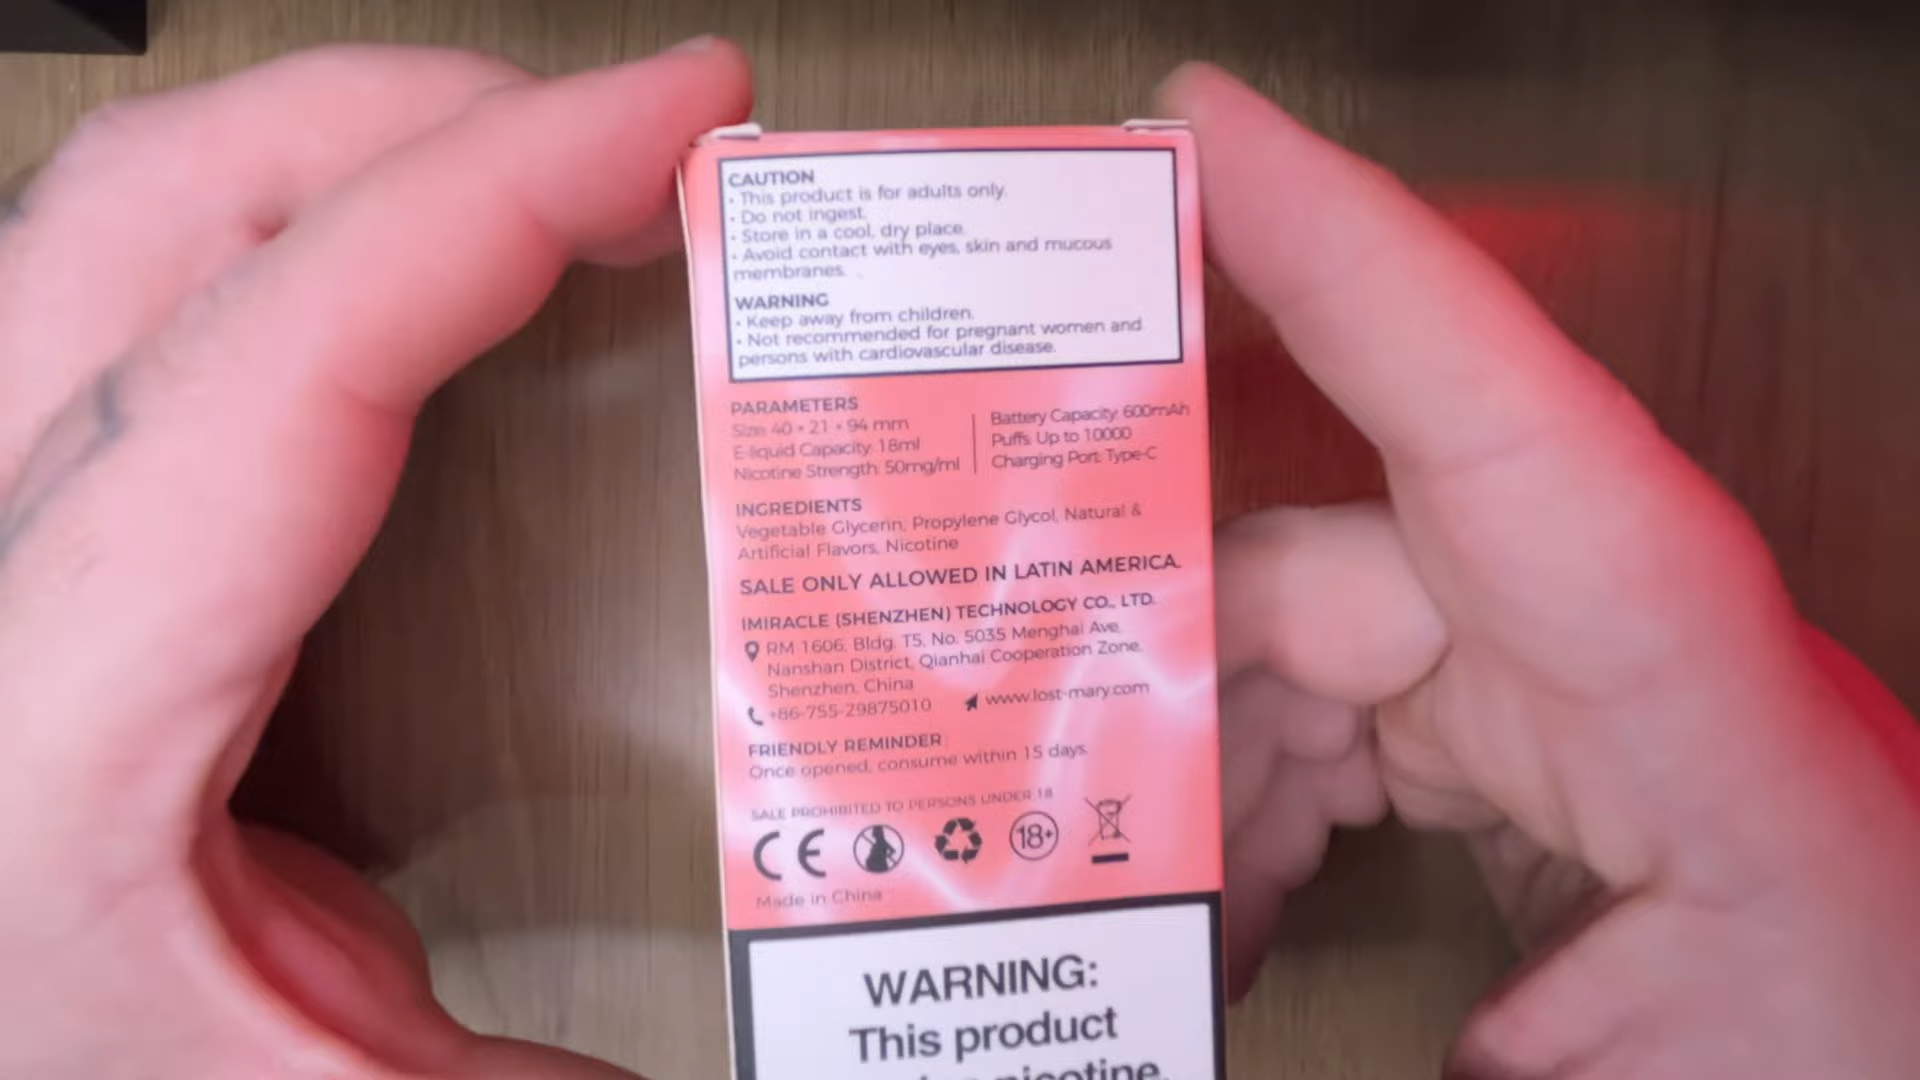 CAUTION
• This product is for adults only.
• Do not ingest.
• Store in a cool, dry place.
• Avoid contact with eyes, skin and mucous
membranes.
WARNING
• Keep away from children.
• Not recommended for pregnant women and
persons with cardiovascular disease.
PARAMETERS
Size: 40 * 21 * 94 mm
E-liquid Capacity: 18ml
Nicotine Strength: 50mg/ml
Battery Capacity: 600mAh
Puffs: Up to 10000
Charging Port: Type-C
INGREDIENTS
Vegetable Glycerin, Propylene Glycol, Natural &
Artificial Flavors, Nicotine
SALE ONLY ALLOWED IN LATIN AMERICA.
IMIRACLE (SHENZHEN) TECHNOLOGY CO., LTD.
RM 1606, Bldg. T5, No. 5035 Menghai Ave,
Nanshan District, Qianhai Cooperation Zone,
Shenzhen, China
+86-755-29875010
www.lost-mary.com
FRIENDLY REMINDER:
Once opened, consume within 15 days.
SALE PROHIBITED TO PERSONS UNDER 18
CE
18+
Made in China
WARNING:
This product
nicotine.